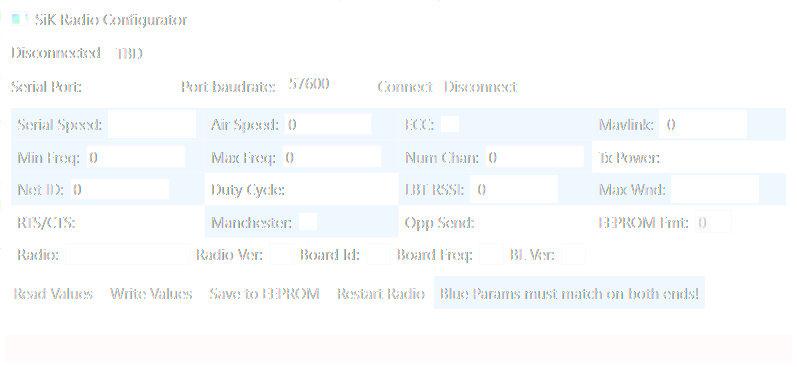 SiK Radio Configurator
Disconnected TBD
Serial Port: Port baudrate: 57600 Connect Disconnect
Serial Speed: Air Speed: 0 ECC: Mavlink: 0
Min Freq: 0 Max Freq: 0 Num Chan: 0 Tx Power:
Net ID: 0 Duty Cycle: LBT RSSI: 0 Max Wnd:
RTS/CTS: Manchester: Opp Send: EEPROM Fmt: 0
Radio: Radio Ver: Board Id: Board Freq: BL Ver:
Read Values Write Values Save to EEPROM Restart Radio Blue Params must match on both ends!